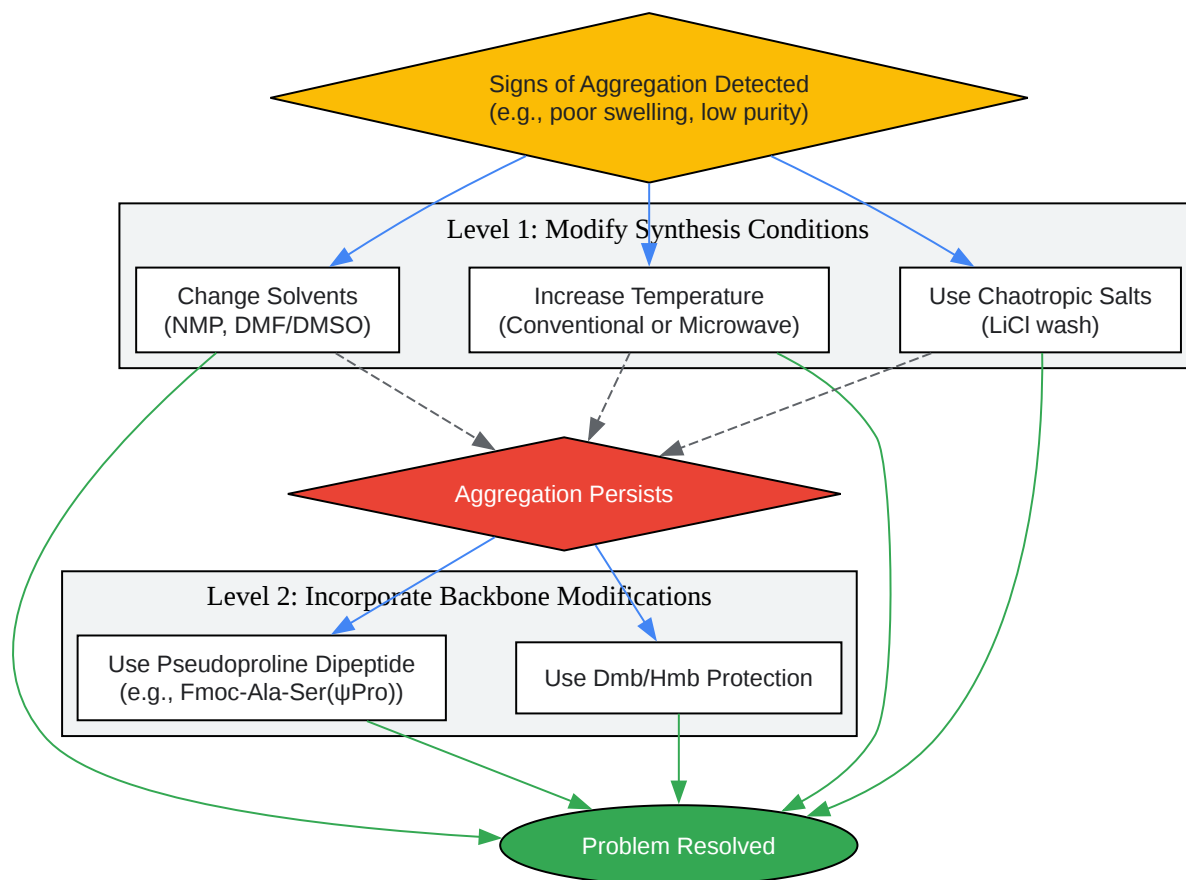 Signs of Aggregation Detected
(e.g., poor swelling, low purity)
Level 1: Modify Synthesis Conditions
Change Solvents
(NMP, DMF/DMSO)
Increase Temperature
(Conventional or Microwave)
Use Chaotropic Salts
(LiCl wash)
Aggregation Persists
Level 2: Incorporate Backbone Modifications
Use Pseudoproline Dipeptide
(e.g., Fmoc-Ala-Ser(ψPro))
Use Dmb/Hmb Protection
Problem Resolved